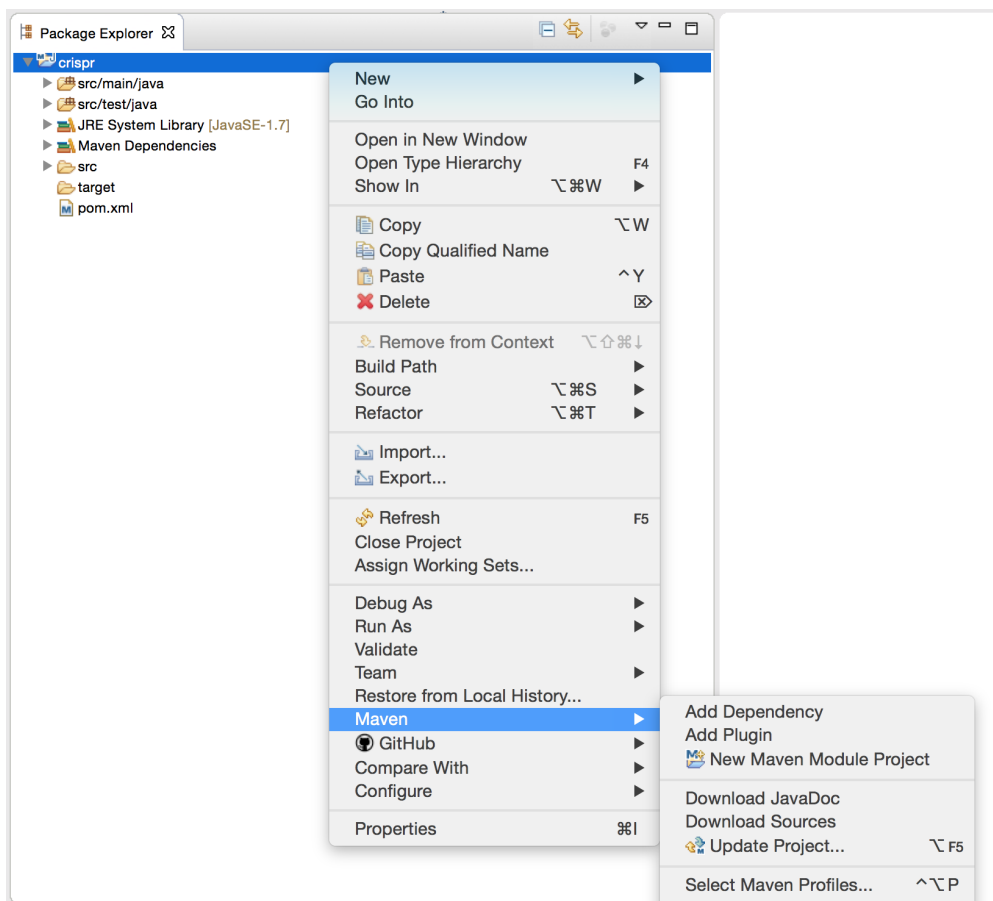 Package Explorer
crispr
src/main/java
src/test/java
JRE System Library [JavaSE-1.7]
Maven Dependencies
src
target
pom.xml
New
Go Into
Open in New Window
Open Type Hierarchy F4
Show In ⌥⌘W
Copy ⌥W
Copy Qualified Name
Paste ^Y
Delete ⌦
Remove from Context ⌥⇧⌘↓
Build Path
Source ⌥⌘S
Refactor ⌥⌘T
Import...
Export...
Refresh F5
Close Project
Assign Working Sets...
Debug As
Run As
Validate
Team
Restore from Local History...
Maven
GitHub
Compare With
Configure
Properties ⌘I
Add Dependency
Add Plugin
New Maven Module Project
Download JavaDoc
Download Sources
Update Project... ⌥F5
Select Maven Profiles... ^⌥P